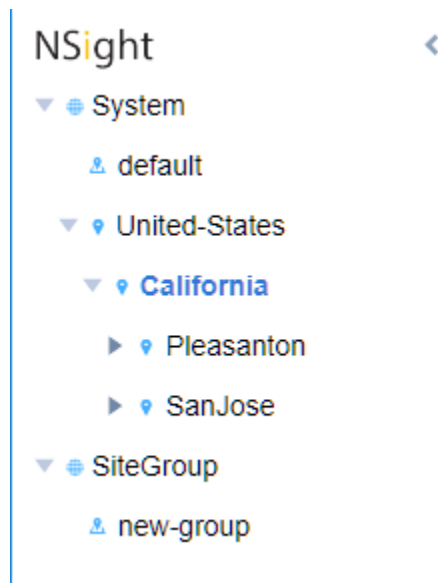 NSight
System
default
United-States
California
Pleasanton
SanJose
SiteGroup
new-group